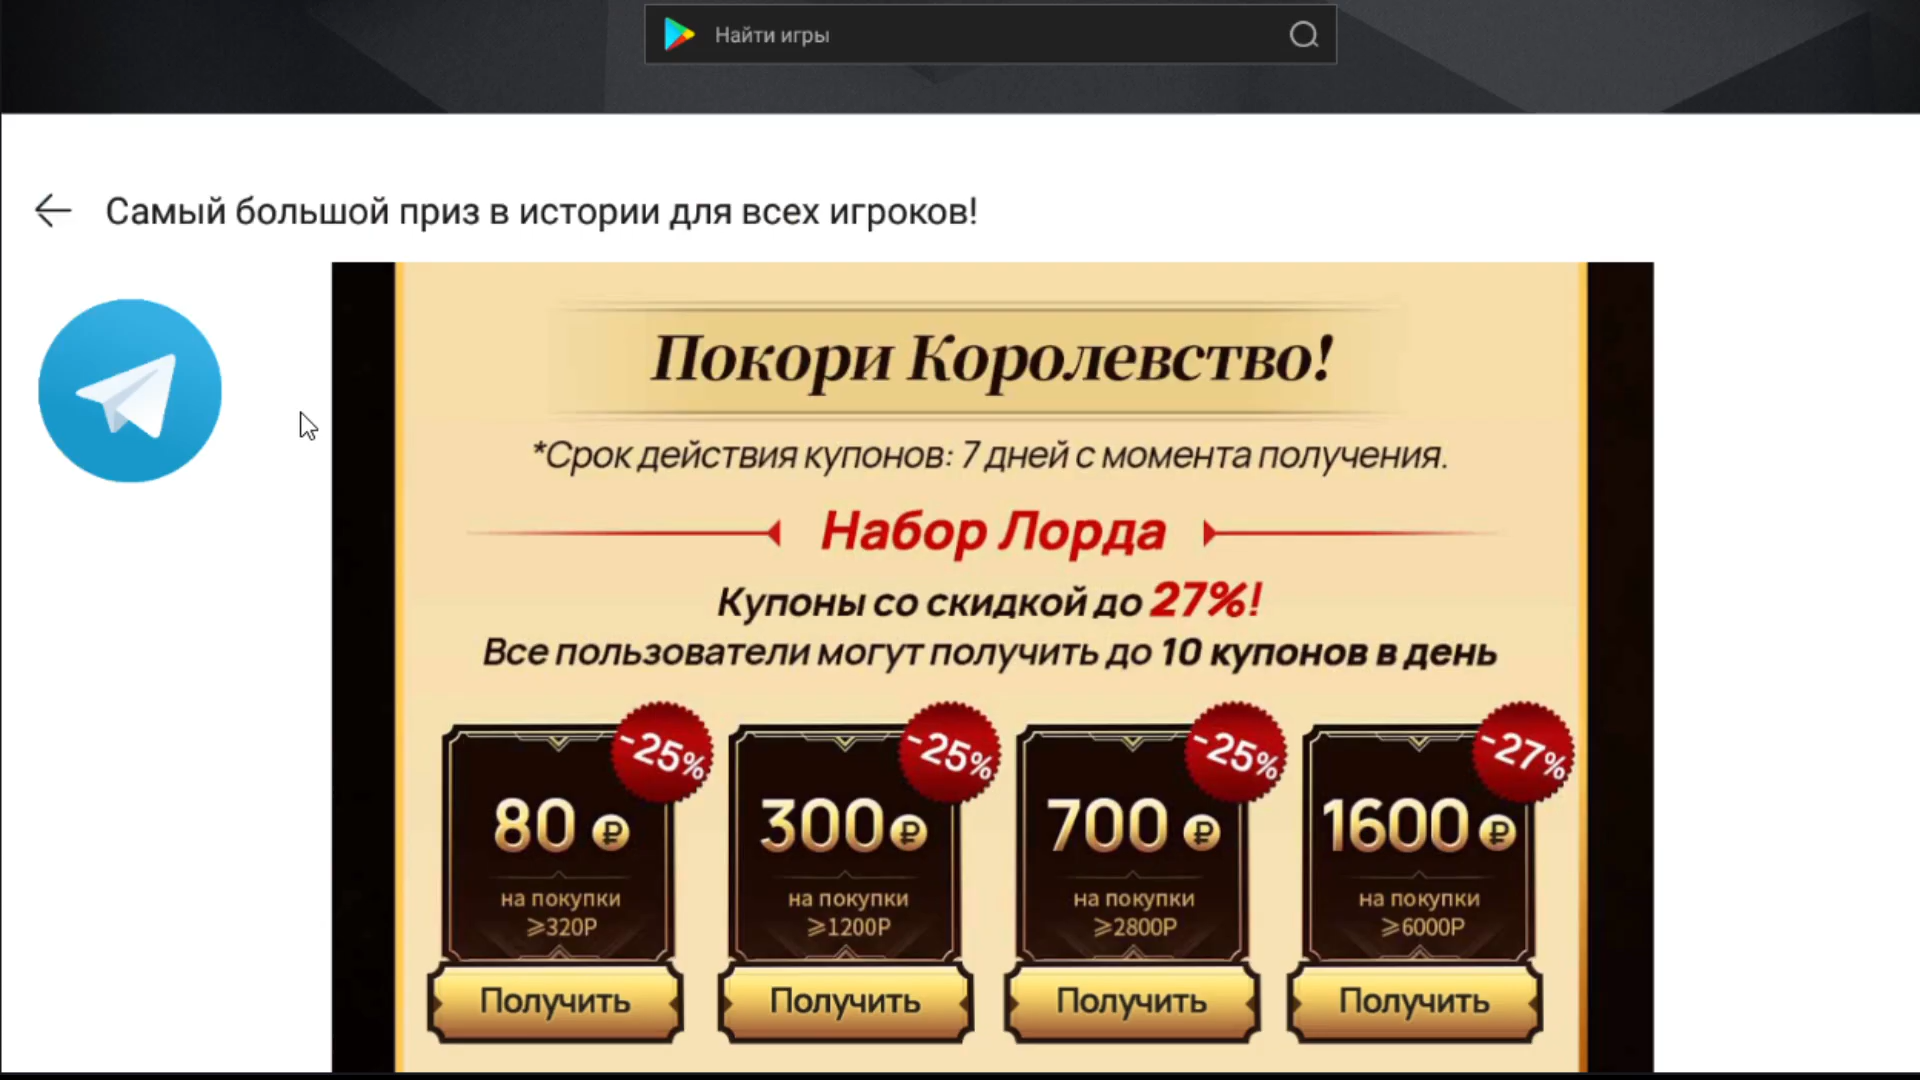 Найти игры
Самый большой приз в истории для всех игроков!
Покори Королевство!
*Срок действия купонов: 7 дней с момента получения.
Набор Лорда
Купоны со скидкой до 27%!
Все пользователи могут получить до 10 купонов в день
-25% -25% -25% -27%
80 ₽ 300 ₽ 700 ₽ 1600 ₽
на покупки на покупки на покупки на покупки
⩾320Р ⩾1200Р ⩾2800Р ⩾6000Р
Получить Получить Получить Получить